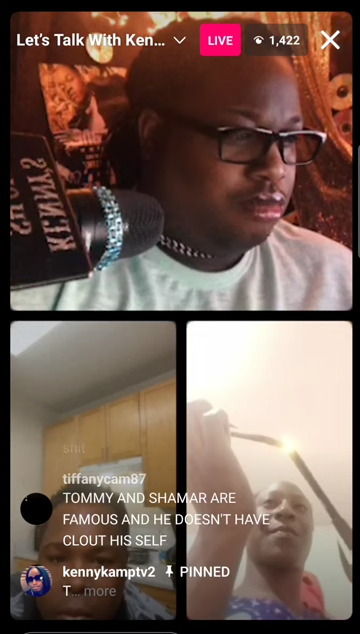 Let's Talk With Ken...
LIVE
1,422
KENNY'S
shit
tiffanycam87
TOMMY AND SHAMAR ARE
FAMOUS AND HE DOESN'T HAVE
CLOUT HIS SELF
kennykamptv2 PINNED
T... more